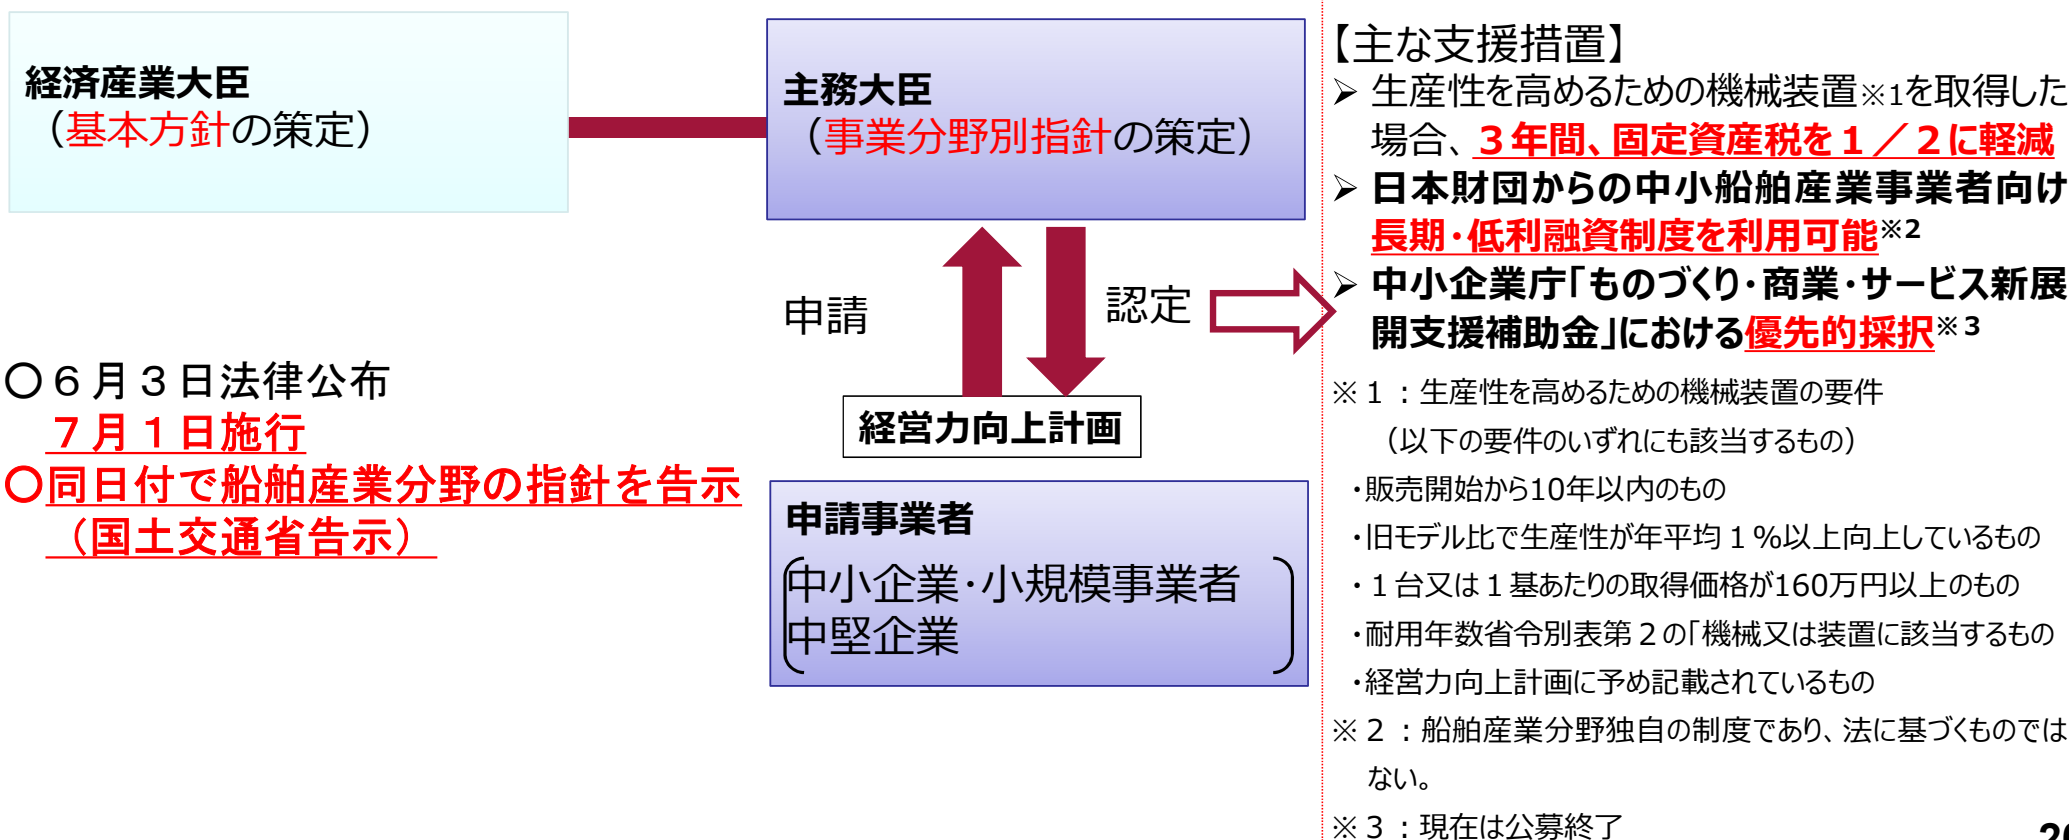 経済産業大臣
（基本方針の策定）
主務大臣
（事業分野別指針の策定）
申請
認定
経営力向上計画
申請事業者
中小企業・小規模事業者
中堅企業
〇６月３日法律公布
７月１日施行
〇同日付で船舶産業分野の指針を告示
（国土交通省告示）
【主な支援措置】
➢ 生産性を高めるための機械装置※1を取得した
場合、３年間、固定資産税を１／２に軽減
➢ 日本財団からの中小船舶産業事業者向け
長期・低利融資制度を利用可能※2
➢ 中小企業庁「ものづくり・商業・サービス新展
開支援補助金」における優先的採択※３
※１：生産性を高めるための機械装置の要件
（以下の要件のいずれにも該当するもの）
・販売開始から10年以内のもの
・旧モデル比で生産性が年平均１％以上向上しているもの
・１台又は１基あたりの取得価格が160万円以上のもの
・耐用年数省令別表第２の「機械又は装置に該当するもの
・経営力向上計画に予め記載されているもの
※２：船舶産業分野独自の制度であり、法に基づくものでは
ない。
※３：現在は公募終了